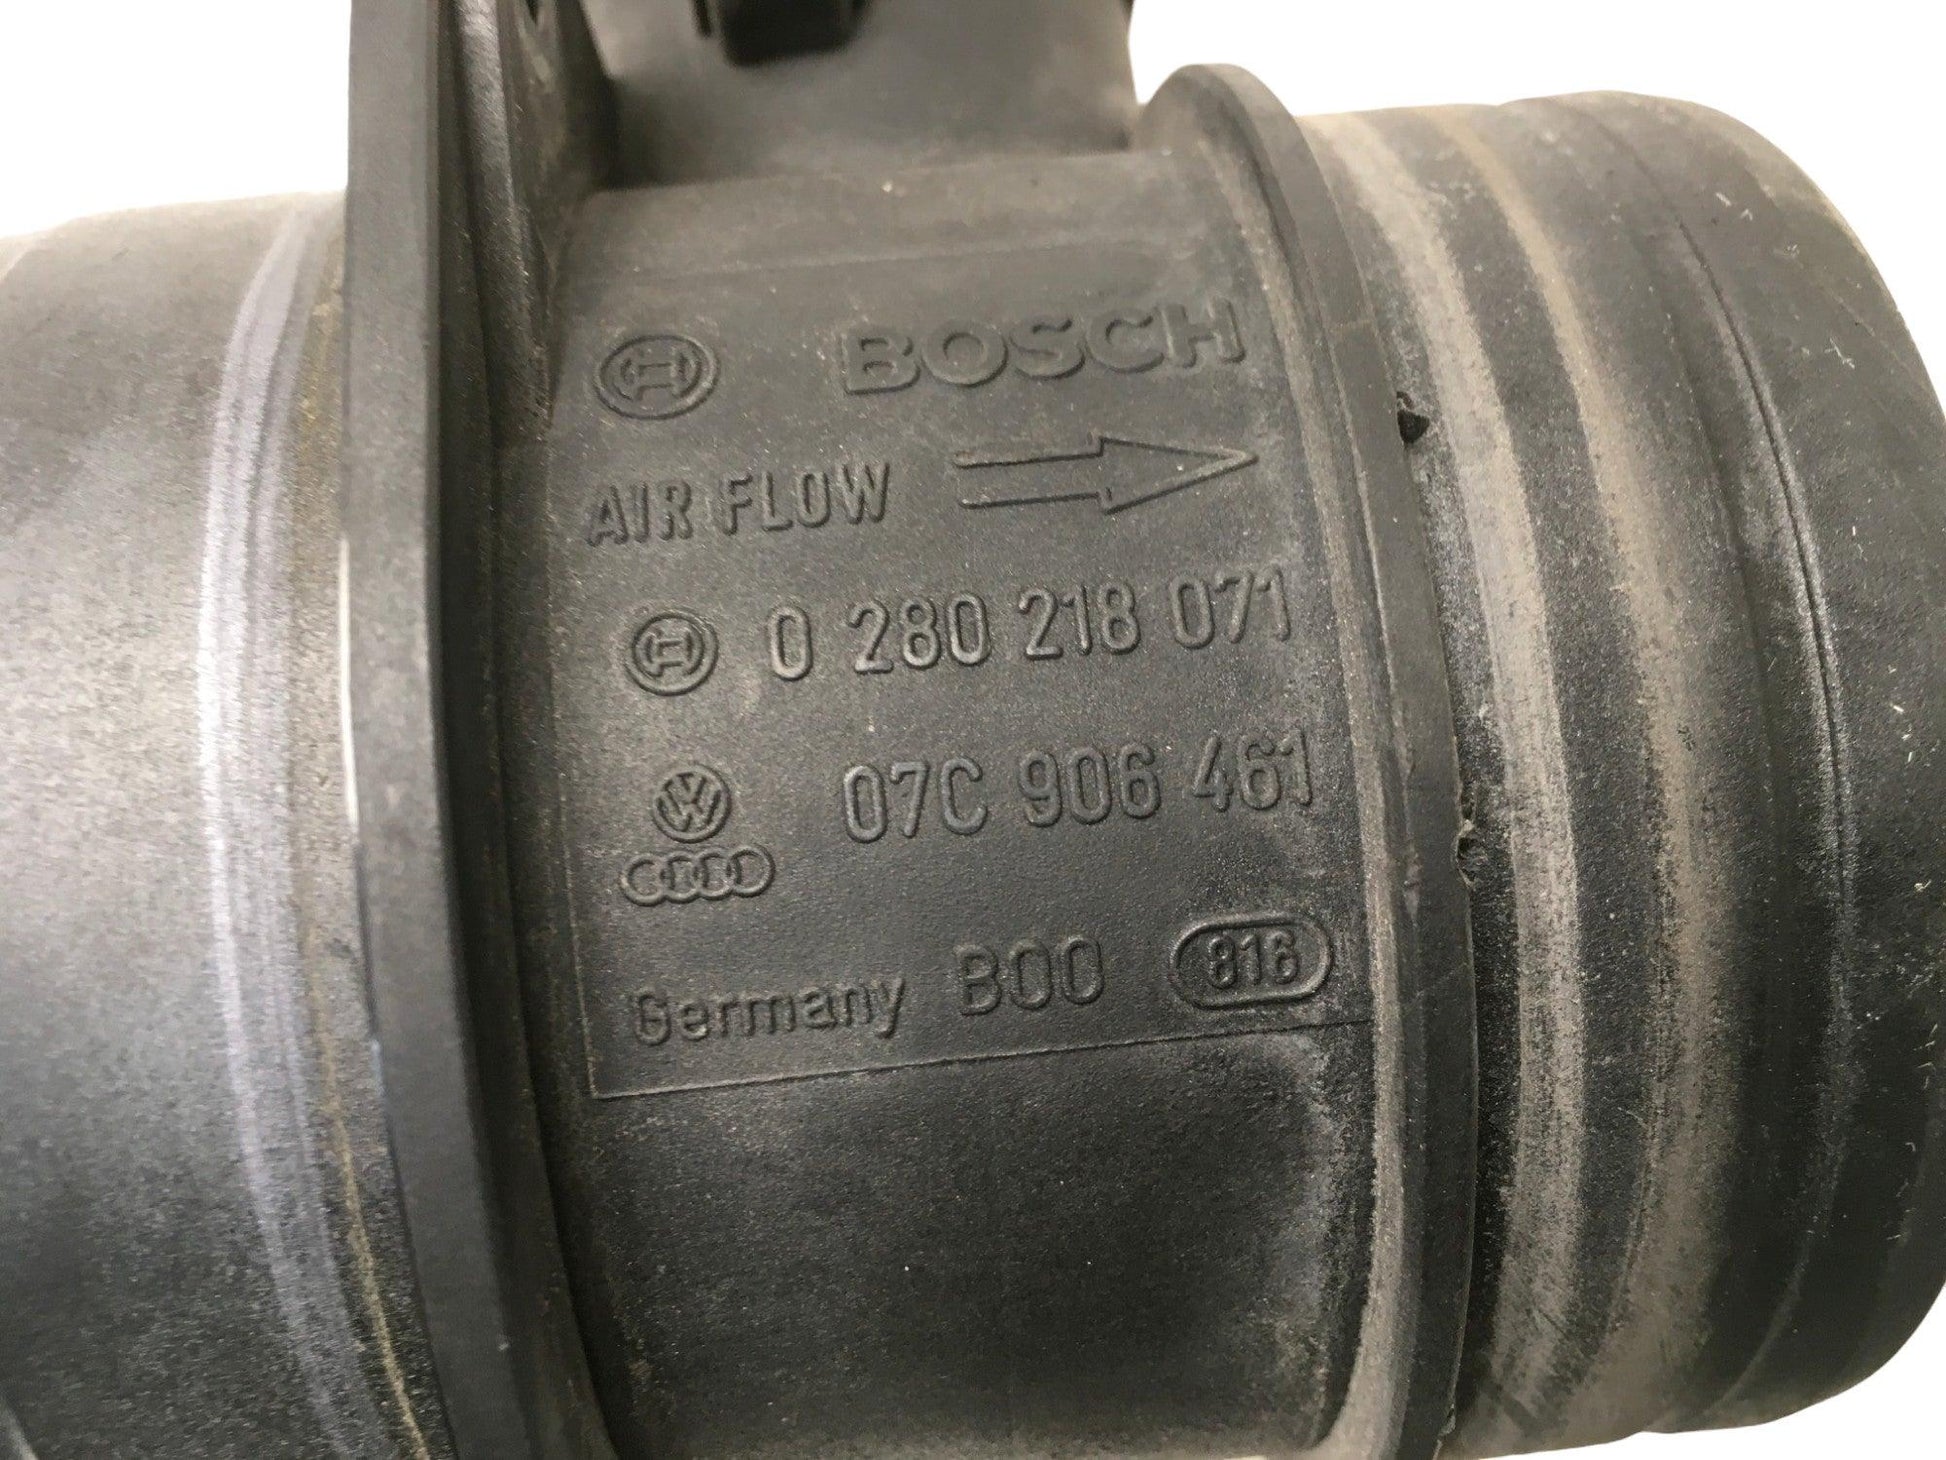 BOSCH
AIR FLOW
0 280 218 071
07C 906 461
Germany B00 816